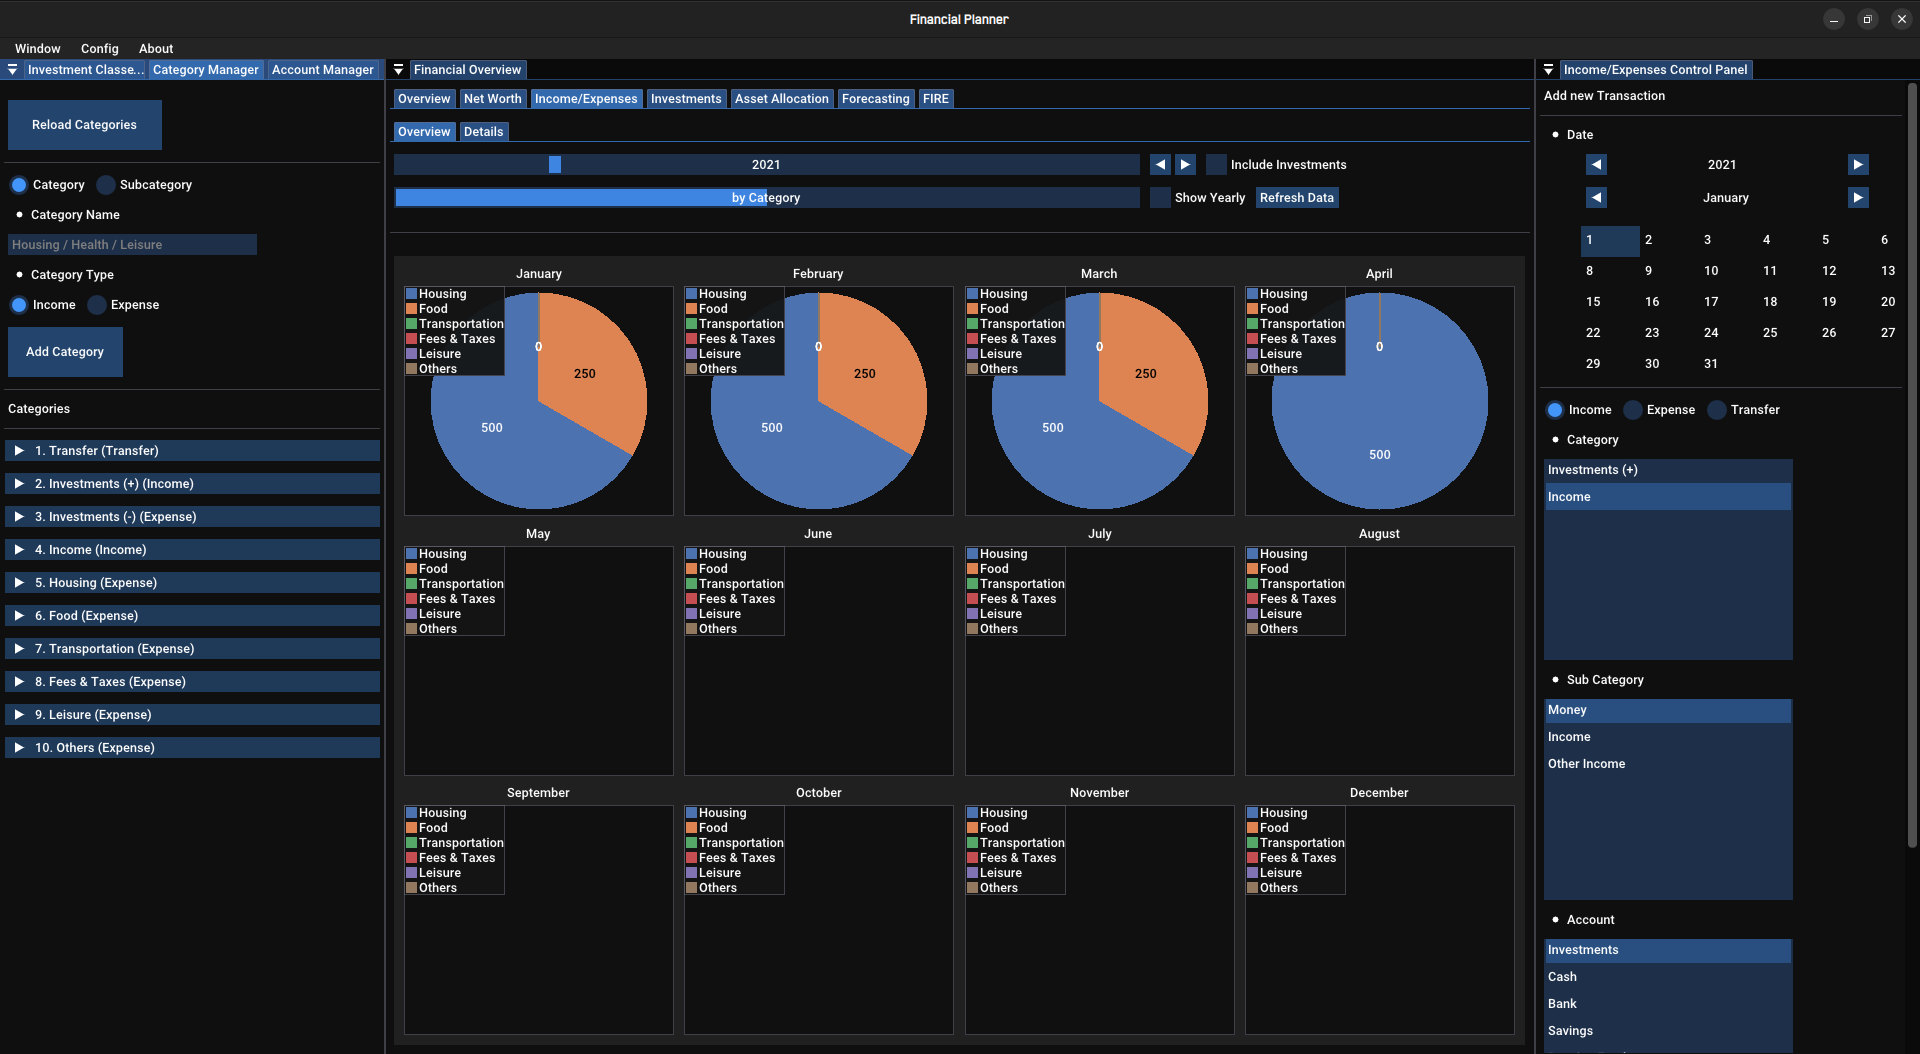 Financial Planner
Window Config About
Investment Classe... Category Manager Account Manager
Reload Categories
Category Subcategory
Category Name
Housing / Health / Leisure
Category Type
Income Expense
Add Category
Categories
1. Transfer (Transfer)
2. Investments (+) (Income)
3. Investments (-) (Expense)
4. Income (Income)
5. Housing (Expense)
6. Food (Expense)
7. Transportation (Expense)
8. Fees & Taxes (Expense)
9. Leisure (Expense)
10. Others (Expense)
Financial Overview
Overview Net Worth Income/Expenses Investments Asset Allocation Forecasting FIRE
Overview Details
2021 Include Investments
by Category Show Yearly Refresh Data
January
Housing
Food
Transportation
Fees & Taxes
Leisure
Others
0
250
500
February
Housing
Food
Transportation
Fees & Taxes
Leisure
Others
0
250
500
March
Housing
Food
Transportation
Fees & Taxes
Leisure
Others
0
250
500
April
Housing
Food
Transportation
Fees & Taxes
Leisure
Others
0
500
May
Housing
Food
Transportation
Fees & Taxes
Leisure
Others
June
Housing
Food
Transportation
Fees & Taxes
Leisure
Others
July
Housing
Food
Transportation
Fees & Taxes
Leisure
Others
August
Housing
Food
Transportation
Fees & Taxes
Leisure
Others
September
Housing
Food
Transportation
Fees & Taxes
Leisure
Others
October
Housing
Food
Transportation
Fees & Taxes
Leisure
Others
November
Housing
Food
Transportation
Fees & Taxes
Leisure
Others
December
Housing
Food
Transportation
Fees & Taxes
Leisure
Others
Income/Expenses Control Panel
Add new Transaction
Date
2021
January
1 2 3 4 5 6
8 9 10 11 12 13
15 16 17 18 19 20
22 23 24 25 26 27
29 30 31
Income Expense Transfer
Category
Investments (+)
Income
Sub Category
Money
Income
Other Income
Account
Investments
Cash
Bank
Savings